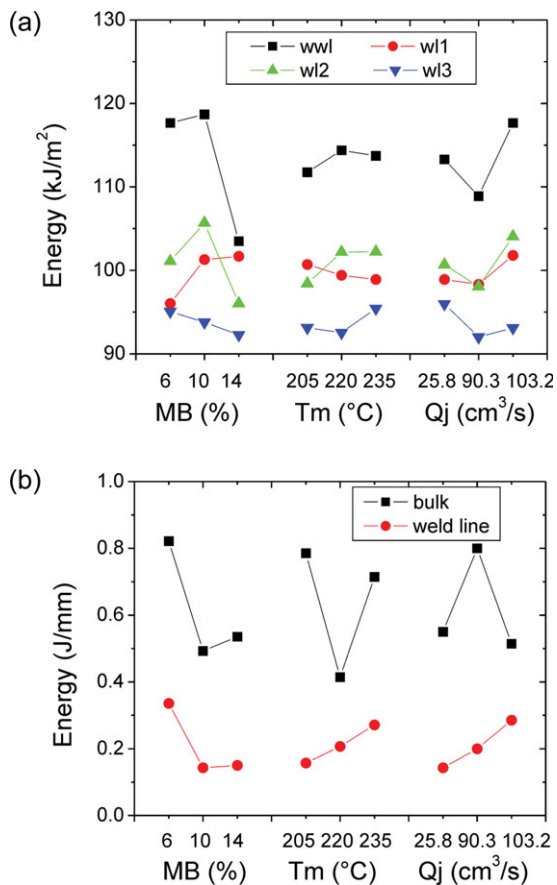 (a)
130
120
110
100
90
Energy (kJ/m²)
wwl wl1
wl2 wl3
6 10 14 205 220 235 25.8 90.3 103.2
MB (%) Tm (°C) Qj (cm³/s)
(b)
1.0
0.8
0.6
0.4
0.2
0.0
Energy (J/mm)
bulk
weld line
6 10 14 205 220 235 25.8 90.3 103.2
MB (%) Tm (°C) Qj (cm³/s)